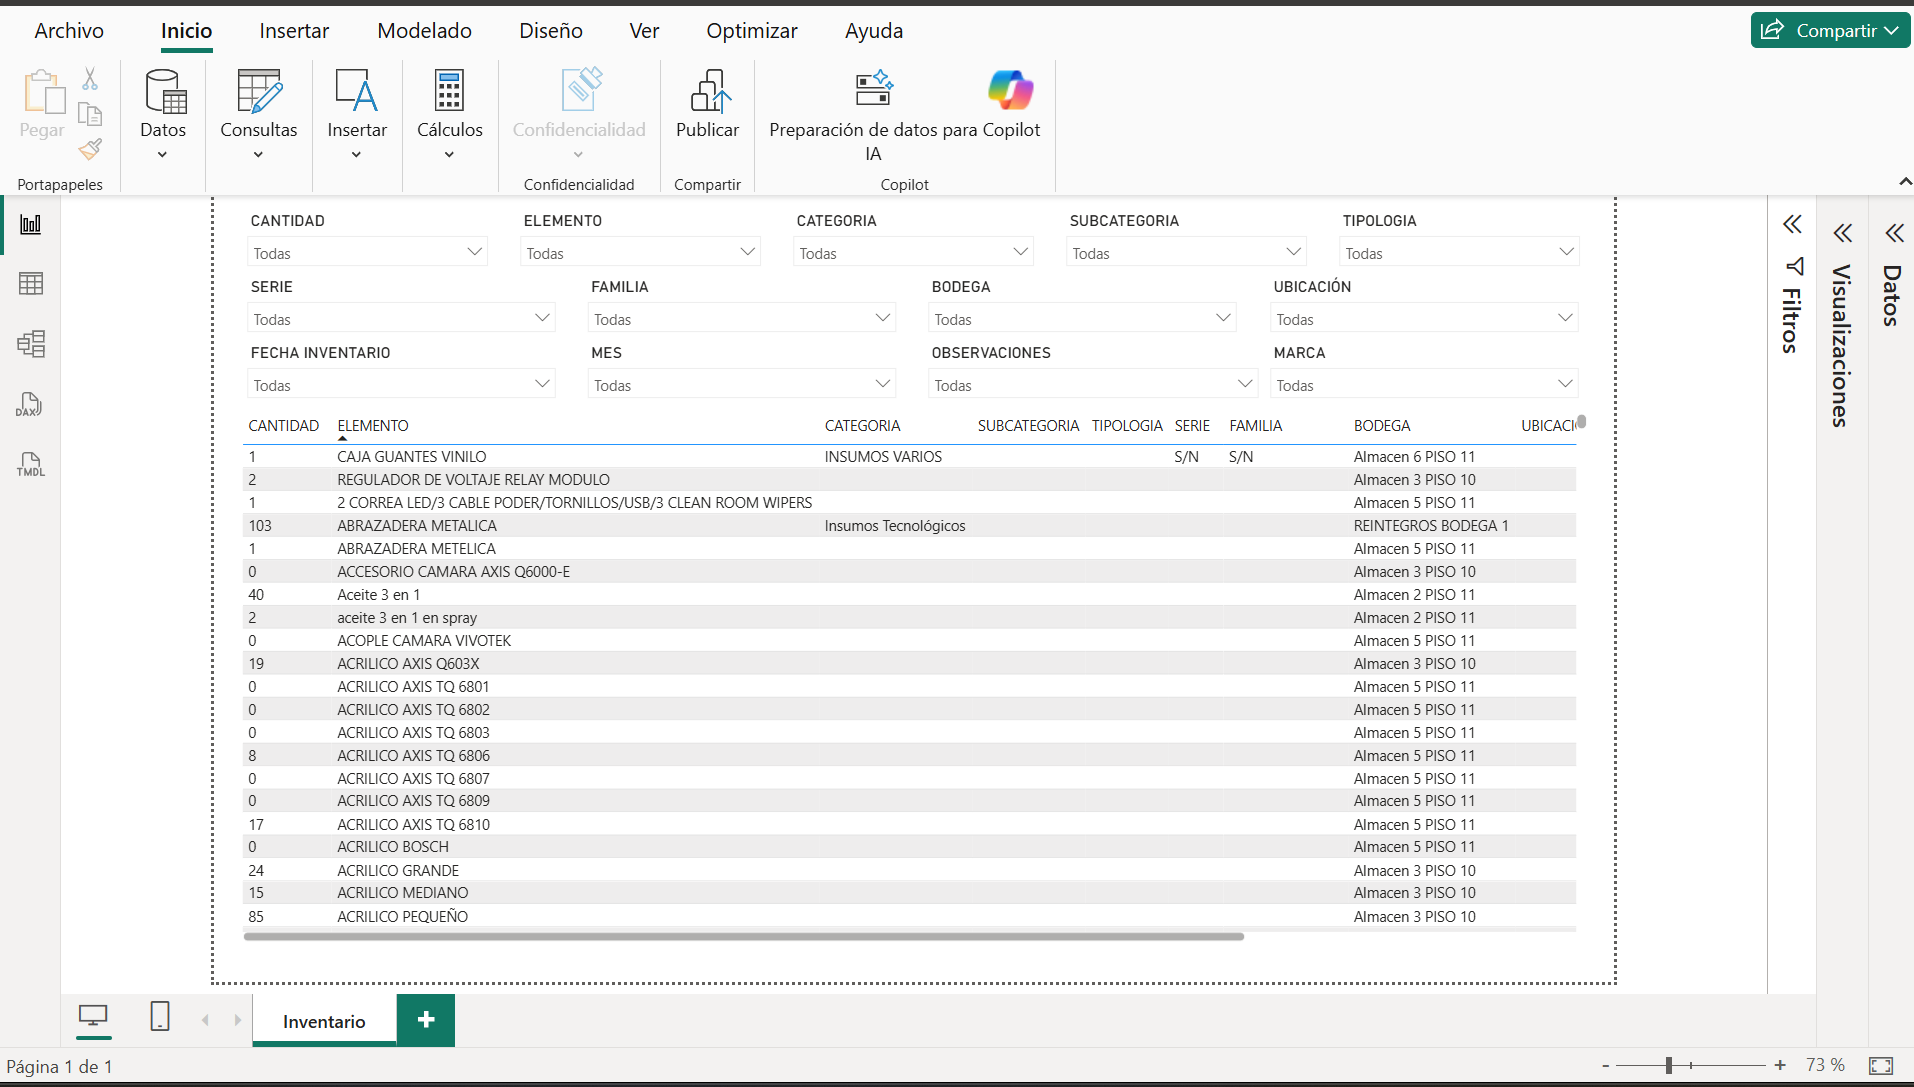 Archivo Inicio Insertar Modelado Diseño Ver Optimizar Ayuda Compartir
Pegar Datos Consultas Insertar Cálculos Confidencialidad Publicar Preparación de datos para IA Copilot
Portapapeles Confidencialidad Compartir Copilot
CANTIDAD ELEMENTO CATEGORIA SUBCATEGORIA TIPOLOGIA
Todas Todas Todas Todas Todas
SERIE FAMILIA BODEGA UBICACIÓN
Todas Todas Todas Todas
FECHA INVENTARIO MES OBSERVACIONES MARCA
Todas Todas Todas Todas
CANTIDAD ELEMENTO CATEGORIA SUBCATEGORIA TIPOLOGIA SERIE FAMILIA BODEGA UBICACI
1 CAJA GUANTES VINILO INSUMOS VARIOS S/N S/N Almacen 6 PISO 11
2 REGULADOR DE VOLTAJE RELAY MODULO Almacen 3 PISO 10
1 2 CORREA LED/3 CABLE PODER/TORNILLOS/USB/3 CLEAN ROOM WIPERS Almacen 5 PISO 11
103 ABRAZADERA METALICA Insumos Tecnológicos REINTEGROS BODEGA 1
1 ABRAZADERA METELICA Almacen 5 PISO 11
0 ACCESORIO CAMARA AXIS Q6000-E Almacen 3 PISO 10
40 Aceite 3 en 1 Almacen 2 PISO 11
2 aceite 3 en 1 en spray Almacen 2 PISO 11
0 ACOPLE CAMARA VIVOTEK Almacen 5 PISO 11
19 ACRILICO AXIS Q603X Almacen 3 PISO 10
0 ACRILICO AXIS TQ 6801 Almacen 5 PISO 11
0 ACRILICO AXIS TQ 6802 Almacen 5 PISO 11
0 ACRILICO AXIS TQ 6803 Almacen 5 PISO 11
8 ACRILICO AXIS TQ 6806 Almacen 5 PISO 11
0 ACRILICO AXIS TQ 6807 Almacen 5 PISO 11
0 ACRILICO AXIS TQ 6809 Almacen 5 PISO 11
17 ACRILICO AXIS TQ 6810 Almacen 5 PISO 11
0 ACRILICO BOSCH Almacen 5 PISO 11
24 ACRILICO GRANDE Almacen 3 PISO 10
15 ACRILICO MEDIANO Almacen 3 PISO 10
85 ACRILICO PEQUEÑO Almacen 3 PISO 10
Filtros
Visualizaciones
Datos
DAX
TMDL
Inventario +
Página 1 de 1 - + 73 %